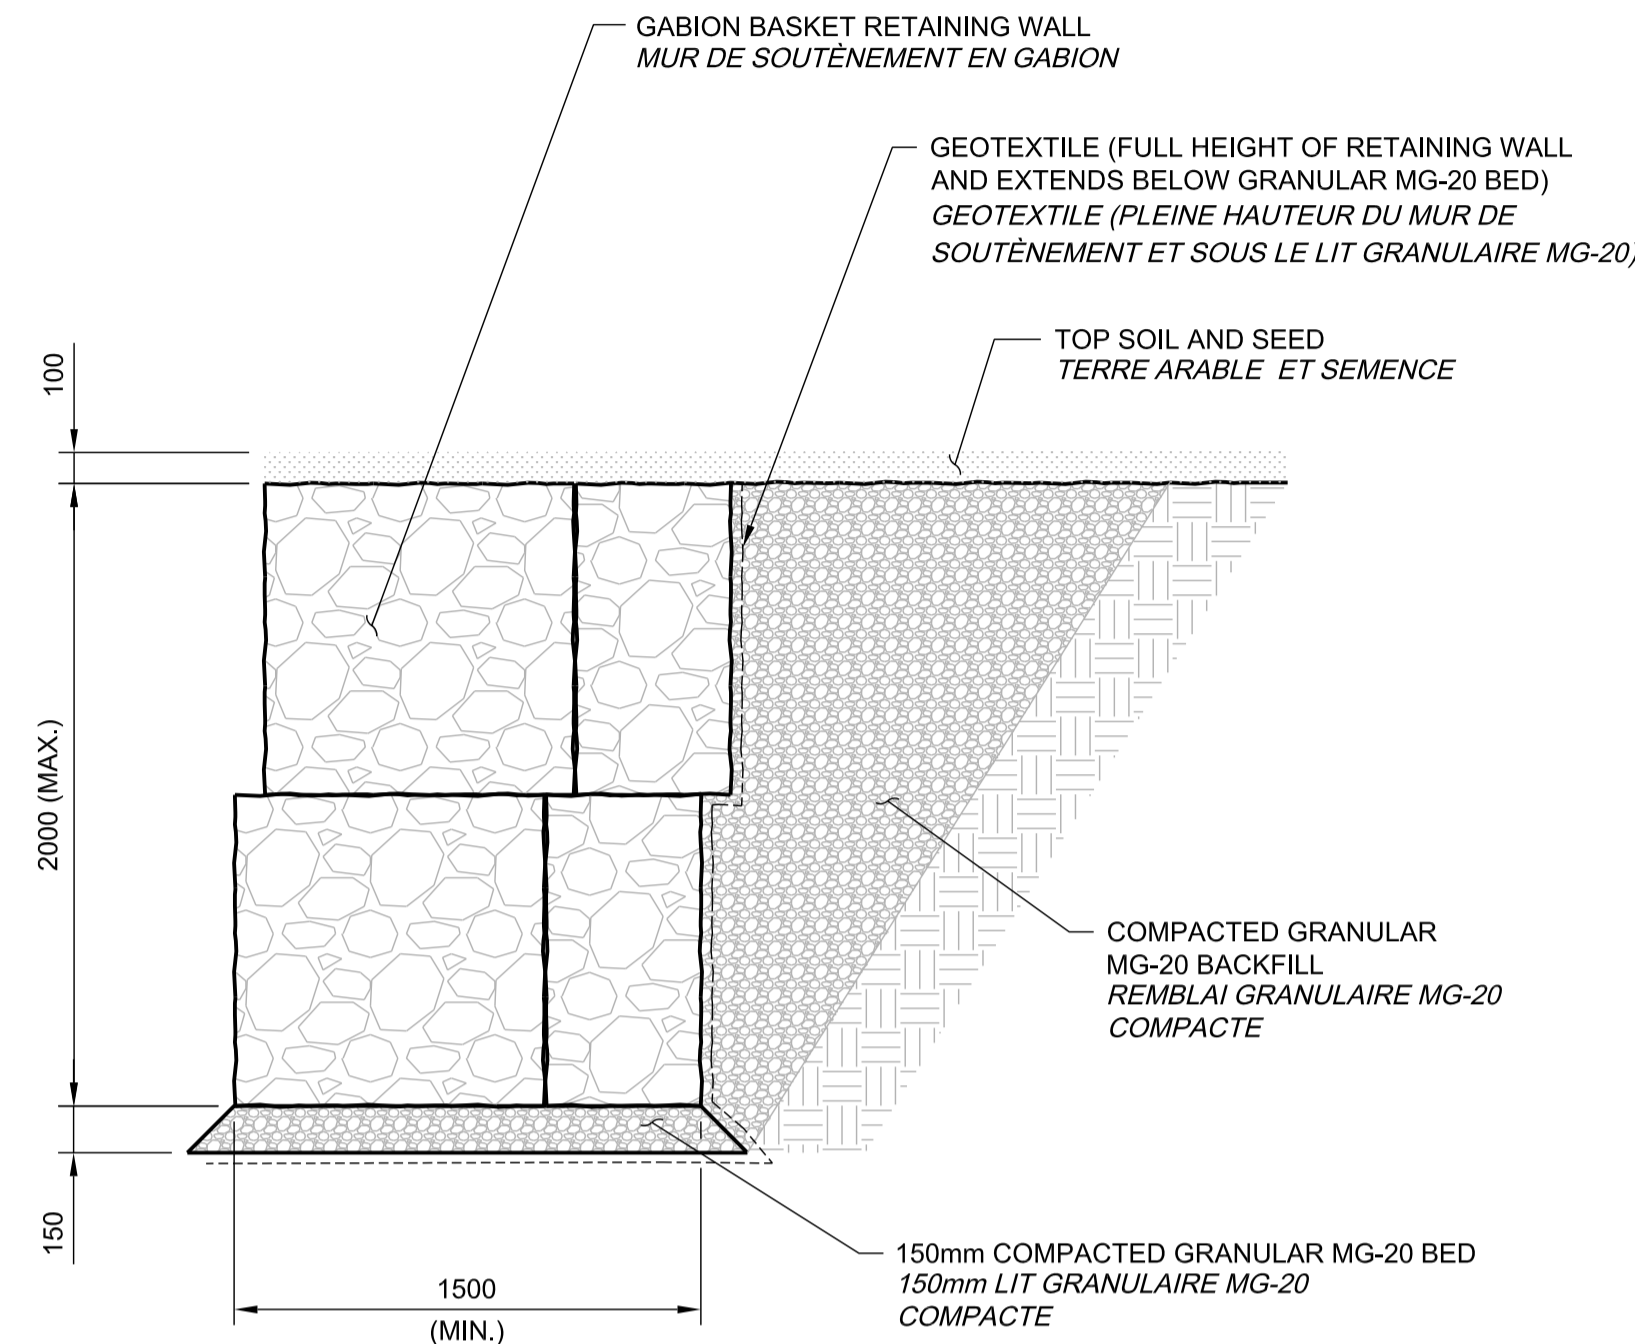 GABION BASKET RETAINING WALL
MUR DE SOUTÈNEMENT EN GABION
GEOTEXTILE (FULL HEIGHT OF RETAINING WALL
AND EXTENDS BELOW GRANULAR MG-20 BED)
GEOTEXTILE (PLEINE HAUTEUR DU MUR DE
SOUTÈNEMENT ET SOUS LE LIT GRANULAIRE MG-20)
TOP SOIL AND SEED
TERRE ARABLE ET SEMENCE
100
2000 (MAX.)
COMPACTED GRANULAR
MG-20 BACKFILL
REMBLAI GRANULAIRE MG-20
COMPACTE
150
150mm COMPACTED GRANULAR MG-20 BED
150mm LIT GRANULAIRE MG-20
COMPACTE
1500
(MIN.)